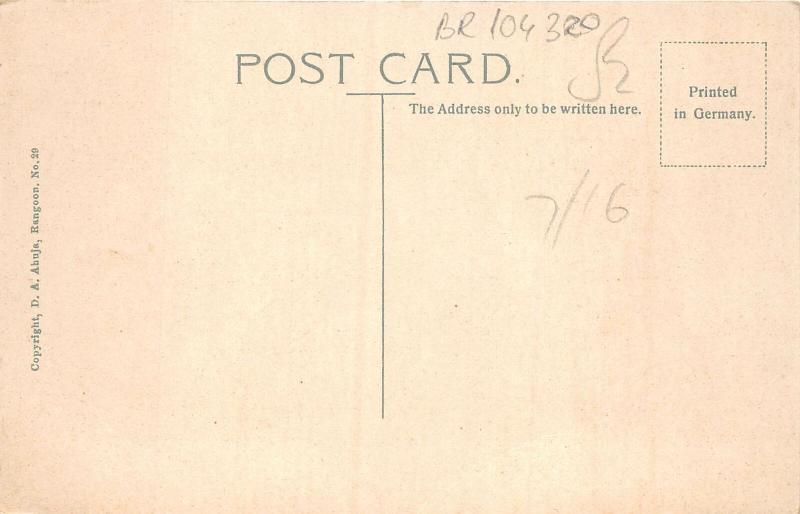 BR 104320
POST CARD.
The Address only to be written here.
Printed
in Germany.
7/16
Copyright, D. A. Ahuja, Rangoon. No. 29